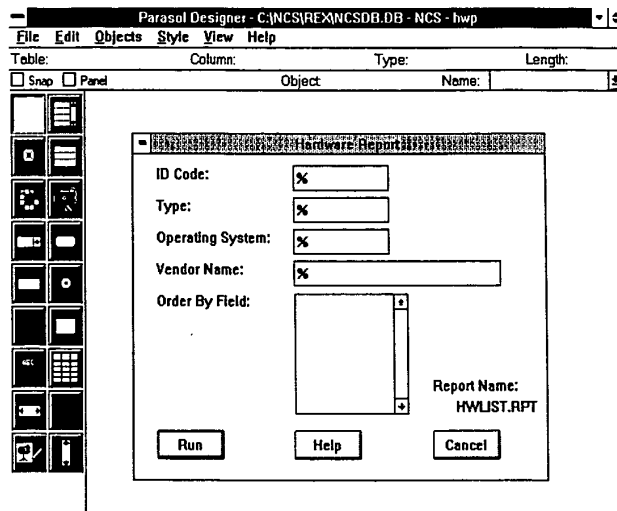 Parasol Designer - C:\NCS\REX\NCSDB.DB - NCS - hwp
File Edit Objects Style View Help
Table: Column: Type: Length:
Snap Panel Object: Name:
Hardware Report
ID Code: %
Type: %
Operating System: %
Vendor Name: %
Order By Field:
Report Name:
HWLIST.RPT
Run Help Cancel